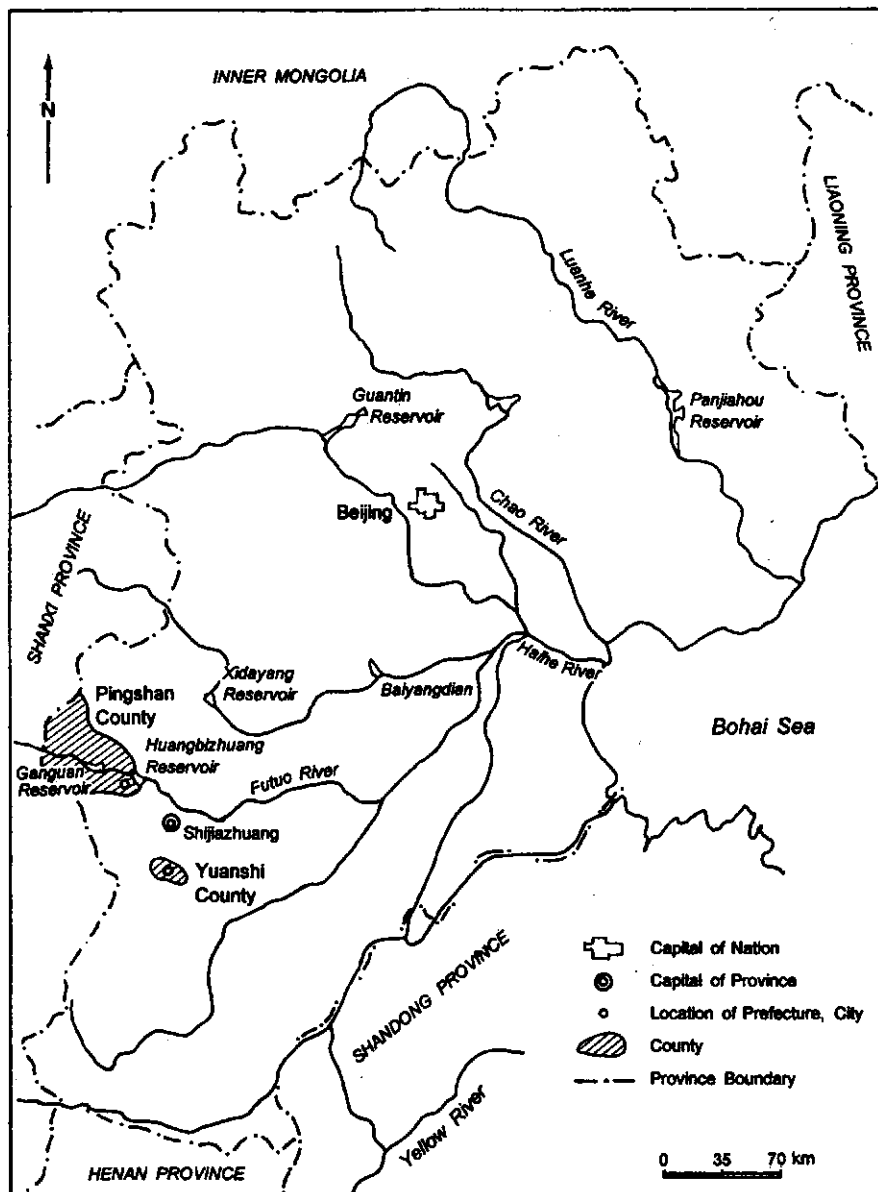 INNER MONGOLIA
N
LIAONING PROVINCE
Luanhe River
Guantin
Reservoir
Panjiahou
Reservoir
Beijing
Chao River
SHANXI PROVINCE
Haihe River
Xidayang
Reservoir
Baiyangdian
Pingshan
County
Bohai Sea
Huangbizhuang
Reservoir
Ganguan
Reservoir
Futuo River
Shijiazhuang
Yuanshi
County
SHANDONG PROVINCE
Yellow River
HENAN PROVINCE
Capital of Nation
Capital of Province
Location of Prefecture, City
County
Province Boundary
0 35 70 km